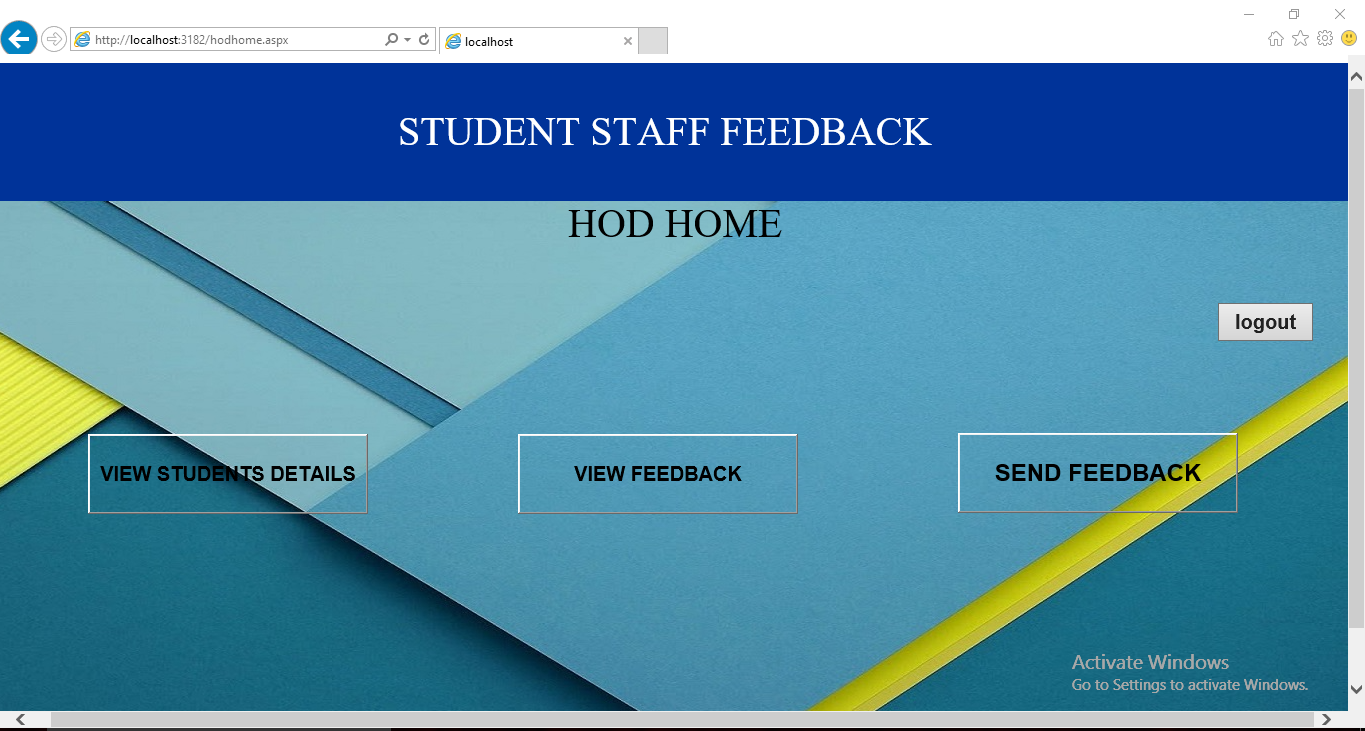 http://localhost:3182/hodhome.aspx
localhost
STUDENT STAFF FEEDBACK
HOD HOME
logout
VIEW STUDENTS DETAILS
VIEW FEEDBACK
SEND FEEDBACK
Activate Windows
Go to Settings to activate Windows.